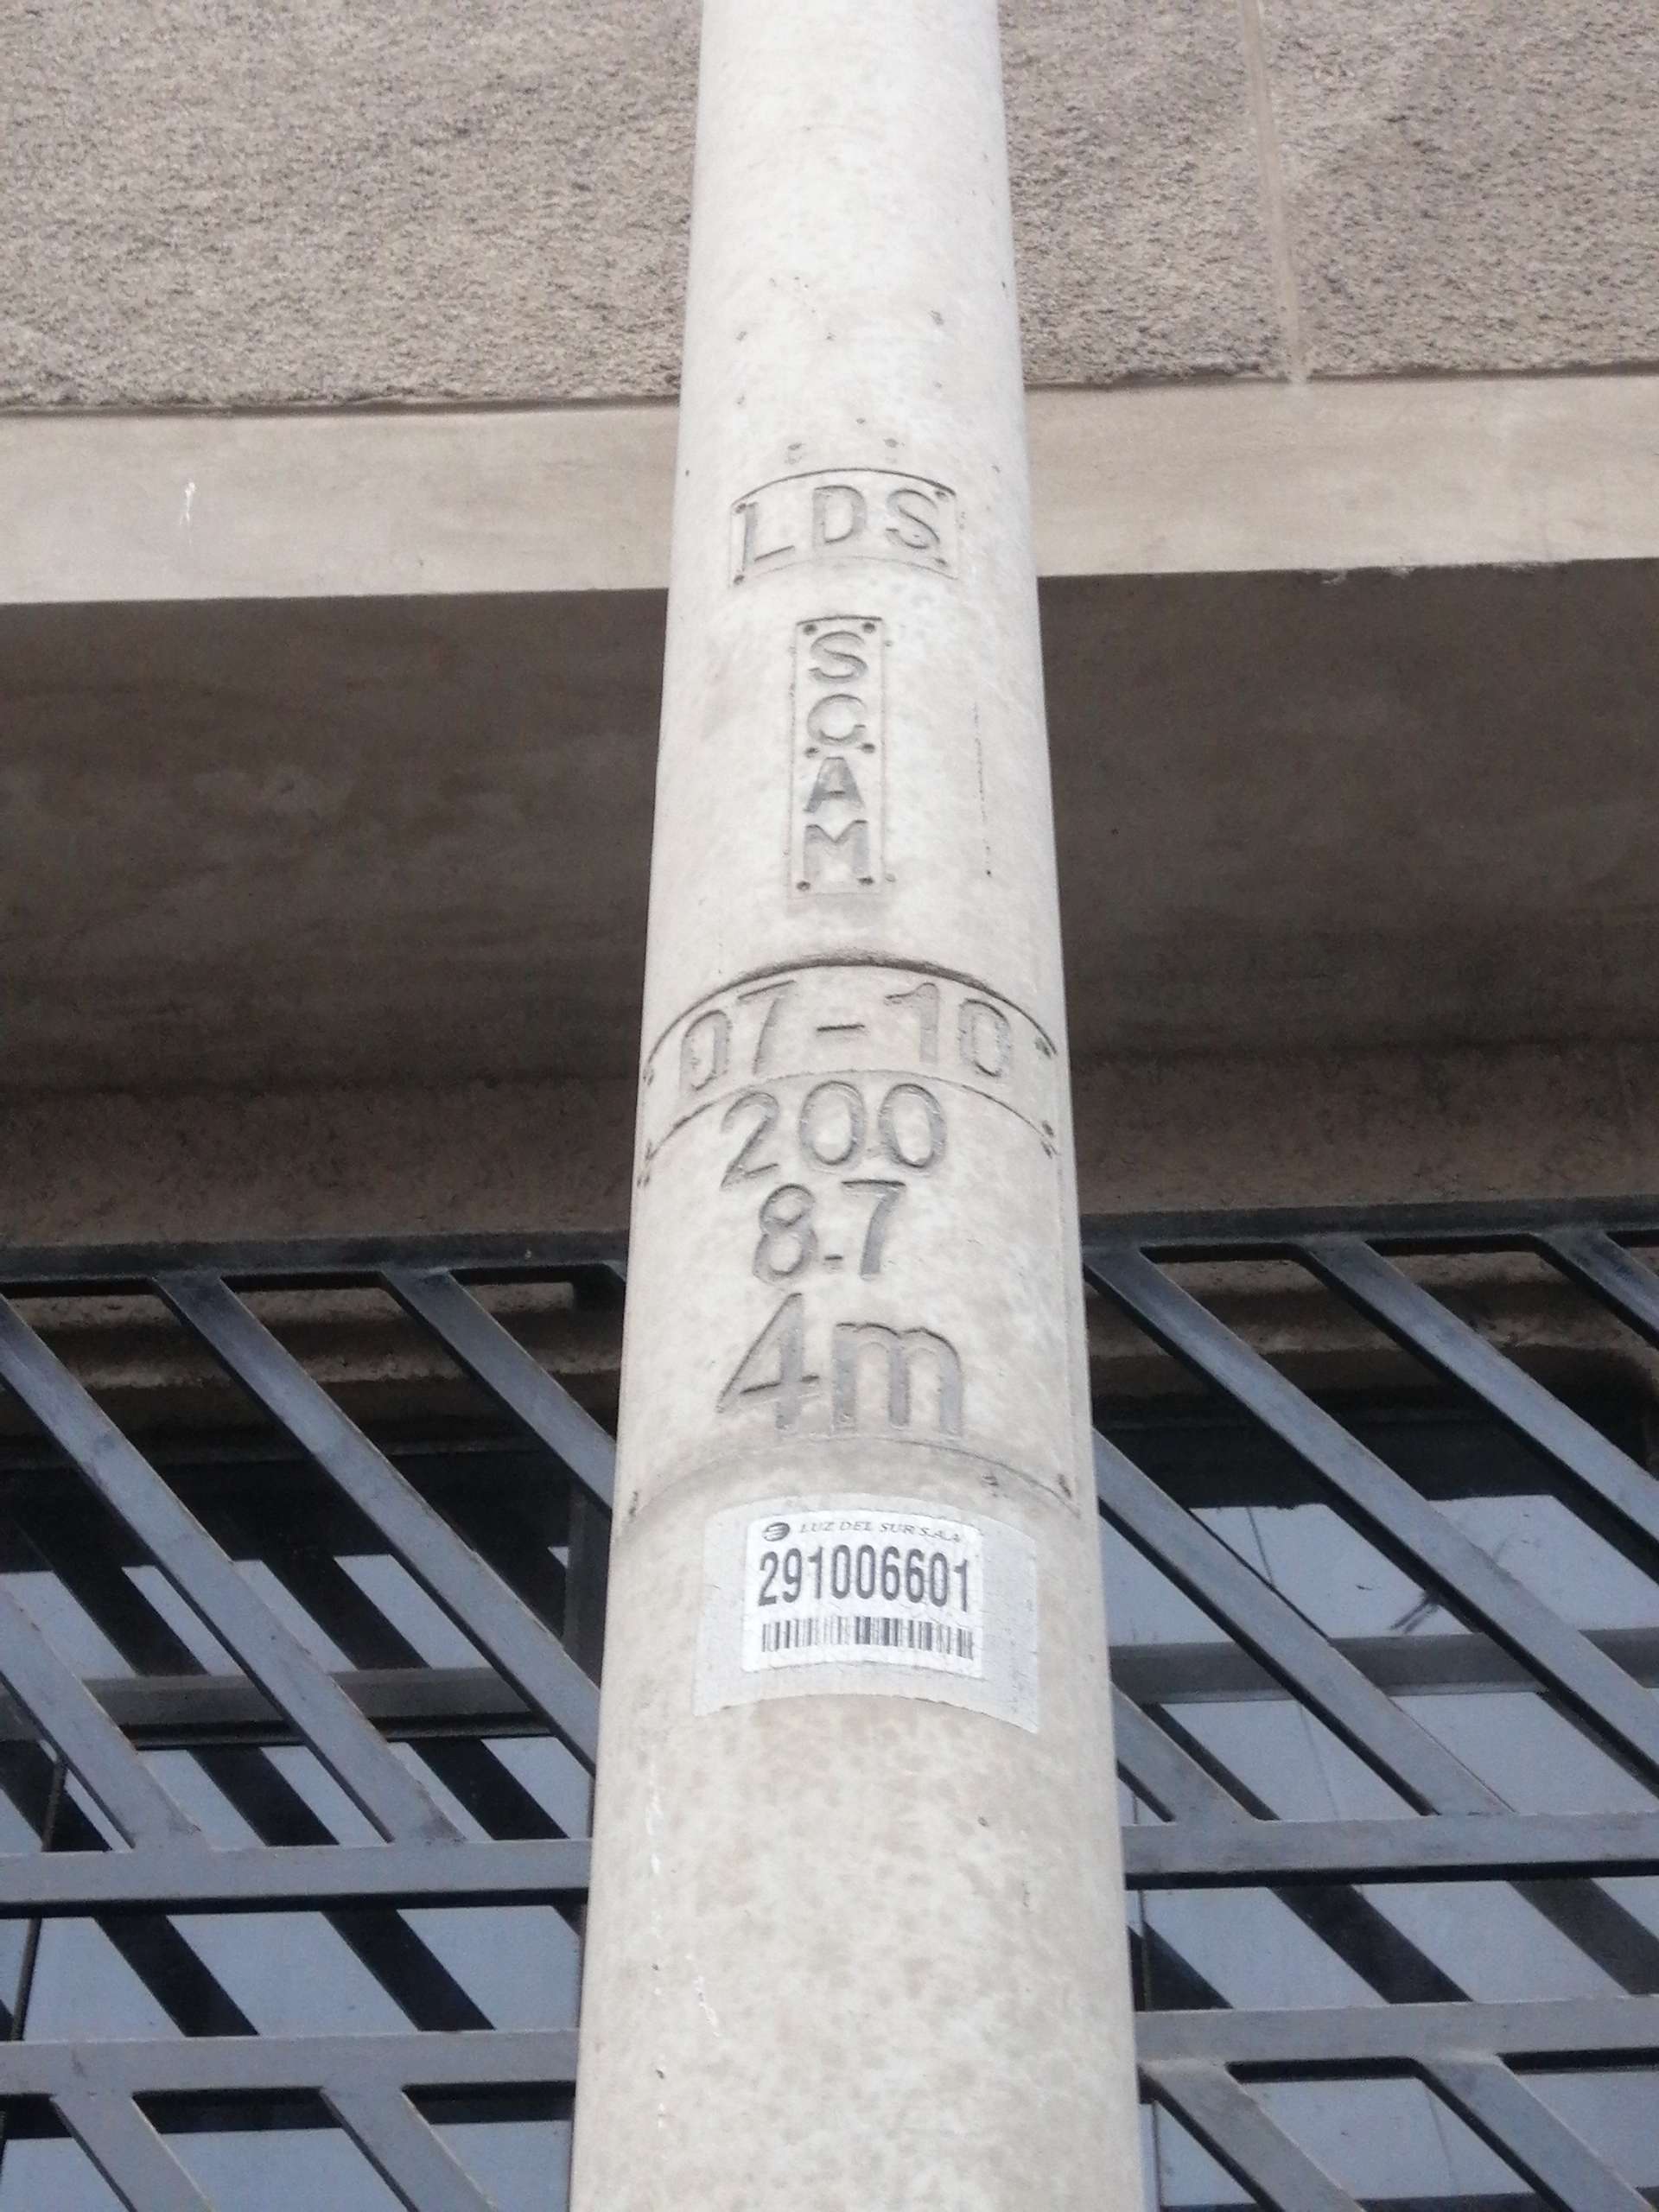 LDS
SCAM
07-10
200
8.7
4m
LUZ DEL SUR S.A.A
291006601